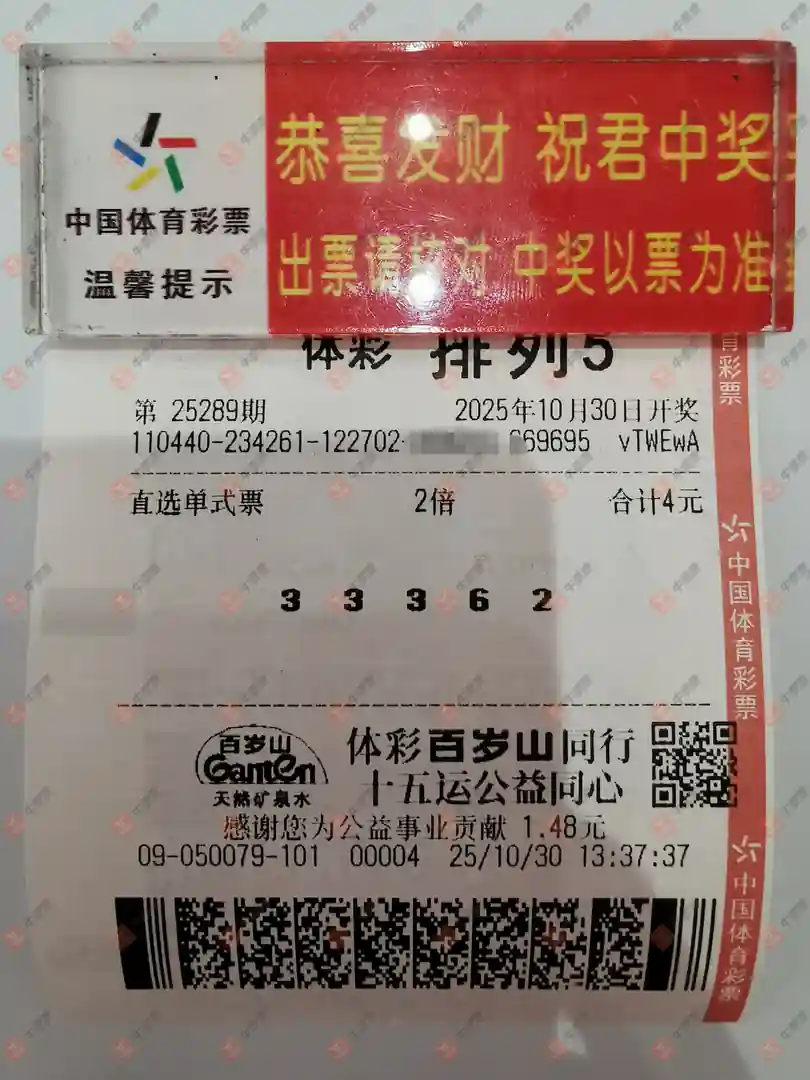 恭喜发财 祝君中奖
中国体育彩票
温馨提示
出票请核对 中奖以票为准
体彩 排列5
第 25289期 2025年10月30日开奖
110440-234261-122702- 69695 vTWEwA
直选单式票 2倍 合计4元
3 3 3 6 2
百岁山
Ganten
天然矿泉水
体彩百岁山同行
十五运公益同心
感谢您为公益事业贡献 1.48元
09-050079-101 00004 25/10/30 13:37:37
育彩票
中国体育彩票
中国体育彩票